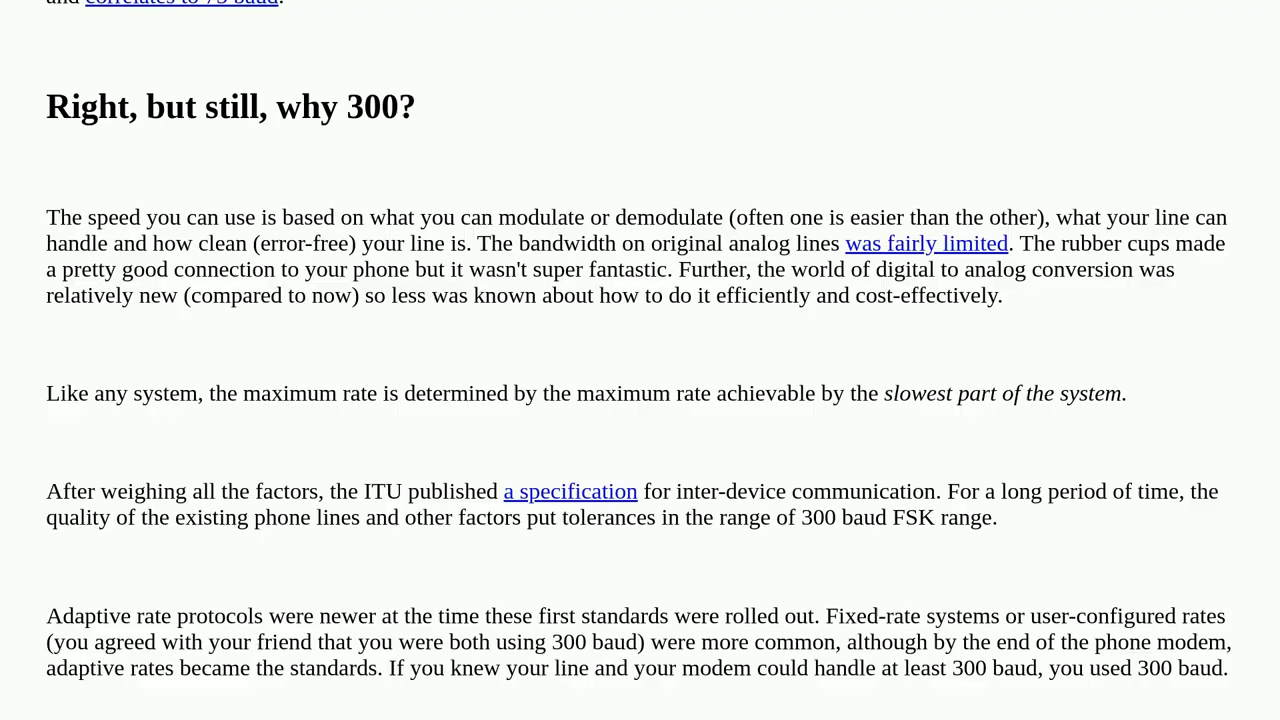 and correlates to 75 baud.
Right, but still, why 300?
The speed you can use is based on what you can modulate or demodulate (often one is easier than the other), what your line can
handle and how clean (error-free) your line is. The bandwidth on original analog lines was fairly limited. The rubber cups made
a pretty good connection to your phone but it wasn't super fantastic. Further, the world of digital to analog conversion was
relatively new (compared to now) so less was known about how to do it efficiently and cost-effectively.
Like any system, the maximum rate is determined by the maximum rate achievable by the slowest part of the system.
After weighing all the factors, the ITU published a specification for inter-device communication. For a long period of time, the
quality of the existing phone lines and other factors put tolerances in the range of 300 baud FSK range.
Adaptive rate protocols were newer at the time these first standards were rolled out. Fixed-rate systems or user-configured rates
(you agreed with your friend that you were both using 300 baud) were more common, although by the end of the phone modem,
adaptive rates became the standards. If you knew your line and your modem could handle at least 300 baud, you used 300 baud.